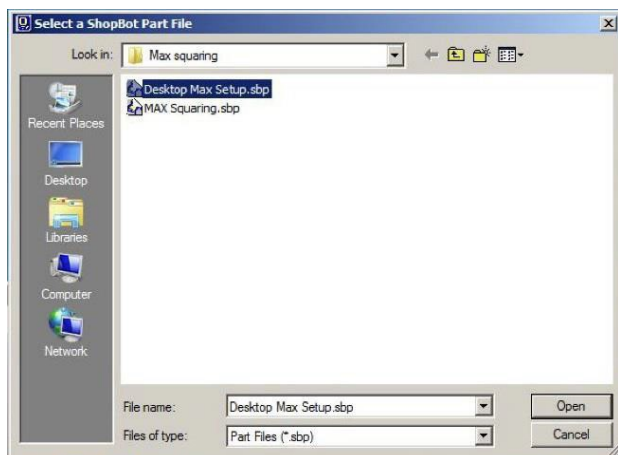 Select a ShopBot Part File
Look in: Max squaring
Desktop Max Setup.sbp
MAX Squaring.sbp
Recent Places
Desktop
Libraries
Computer
Network
File name: Desktop Max Setup.sbp Open
Files of type: Part Files (*.sbp) Cancel